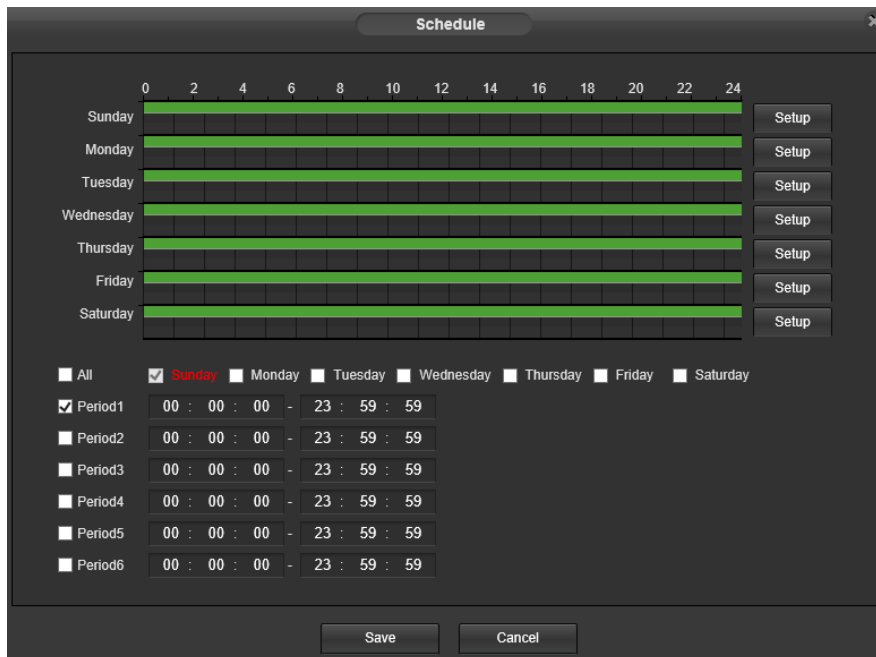 Schedule
0 2 4 6 8 10 12 14 16 18 20 22 24
Sunday Setup
Monday Setup
Tuesday Setup
Wednesday Setup
Thursday Setup
Friday Setup
Saturday Setup
All Sunday Monday Tuesday Wednesday Thursday Friday Saturday
Period1 00 : 00 : 00 - 23 : 59 : 59
Period2 00 : 00 : 00 - 23 : 59 : 59
Period3 00 : 00 : 00 - 23 : 59 : 59
Period4 00 : 00 : 00 - 23 : 59 : 59
Period5 00 : 00 : 00 - 23 : 59 : 59
Period6 00 : 00 : 00 - 23 : 59 : 59
Save Cancel